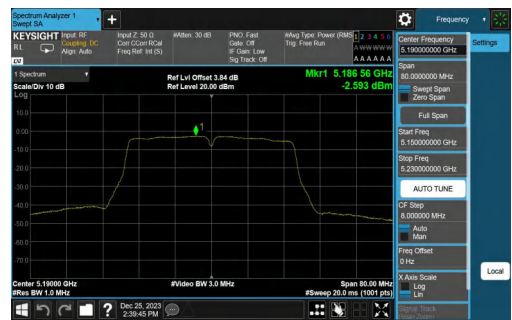 Spectrum Analyzer 1
Swept SA
Frequency
KEYSIGHT
RL
Input: RF
Coupling: DC
Align: Auto
Input Z: 50 Ω
Corr CCorr RCal
Freq Ref: Int (S)
#Atten: 30 dB
PNO: Fast
Gate: Off
IF Gain: Low
Sig Track: Off
#Avg Type: Power (RMS)
Trig: Free Run
1 2 3 4 5 6
A W W W W W
A A A A A A
LV
1 Spectrum
Scale/Div 10 dB
Log
Ref Lvl Offset 3.84 dB
Ref Level 20.00 dBm
Mkr1 5.186 56 GHz
-2.593 dBm
1
10.0
0.00
-10.0
-20.0
-30.0
-40.0
-50.0
-60.0
-70.0
Center 5.19000 GHz
#Res BW 1.0 MHz
#Video BW 3.0 MHz
Span 80.00 MHz
#Sweep 20.0 ms (1001 pts)
Center Frequency
5.190000000 GHz
Span
80.0000000 MHz
Swept Span
Zero Span
Full Span
Start Freq
5.150000000 GHz
Stop Freq
5.230000000 GHz
AUTO TUNE
CF Step
8.000000 MHz
Auto
Man
Freq Offset
0 Hz
X Axis Scale
Log
Lin
Signal Track
Settings
Local
?
Dec 25, 2023
2:39:45 PM